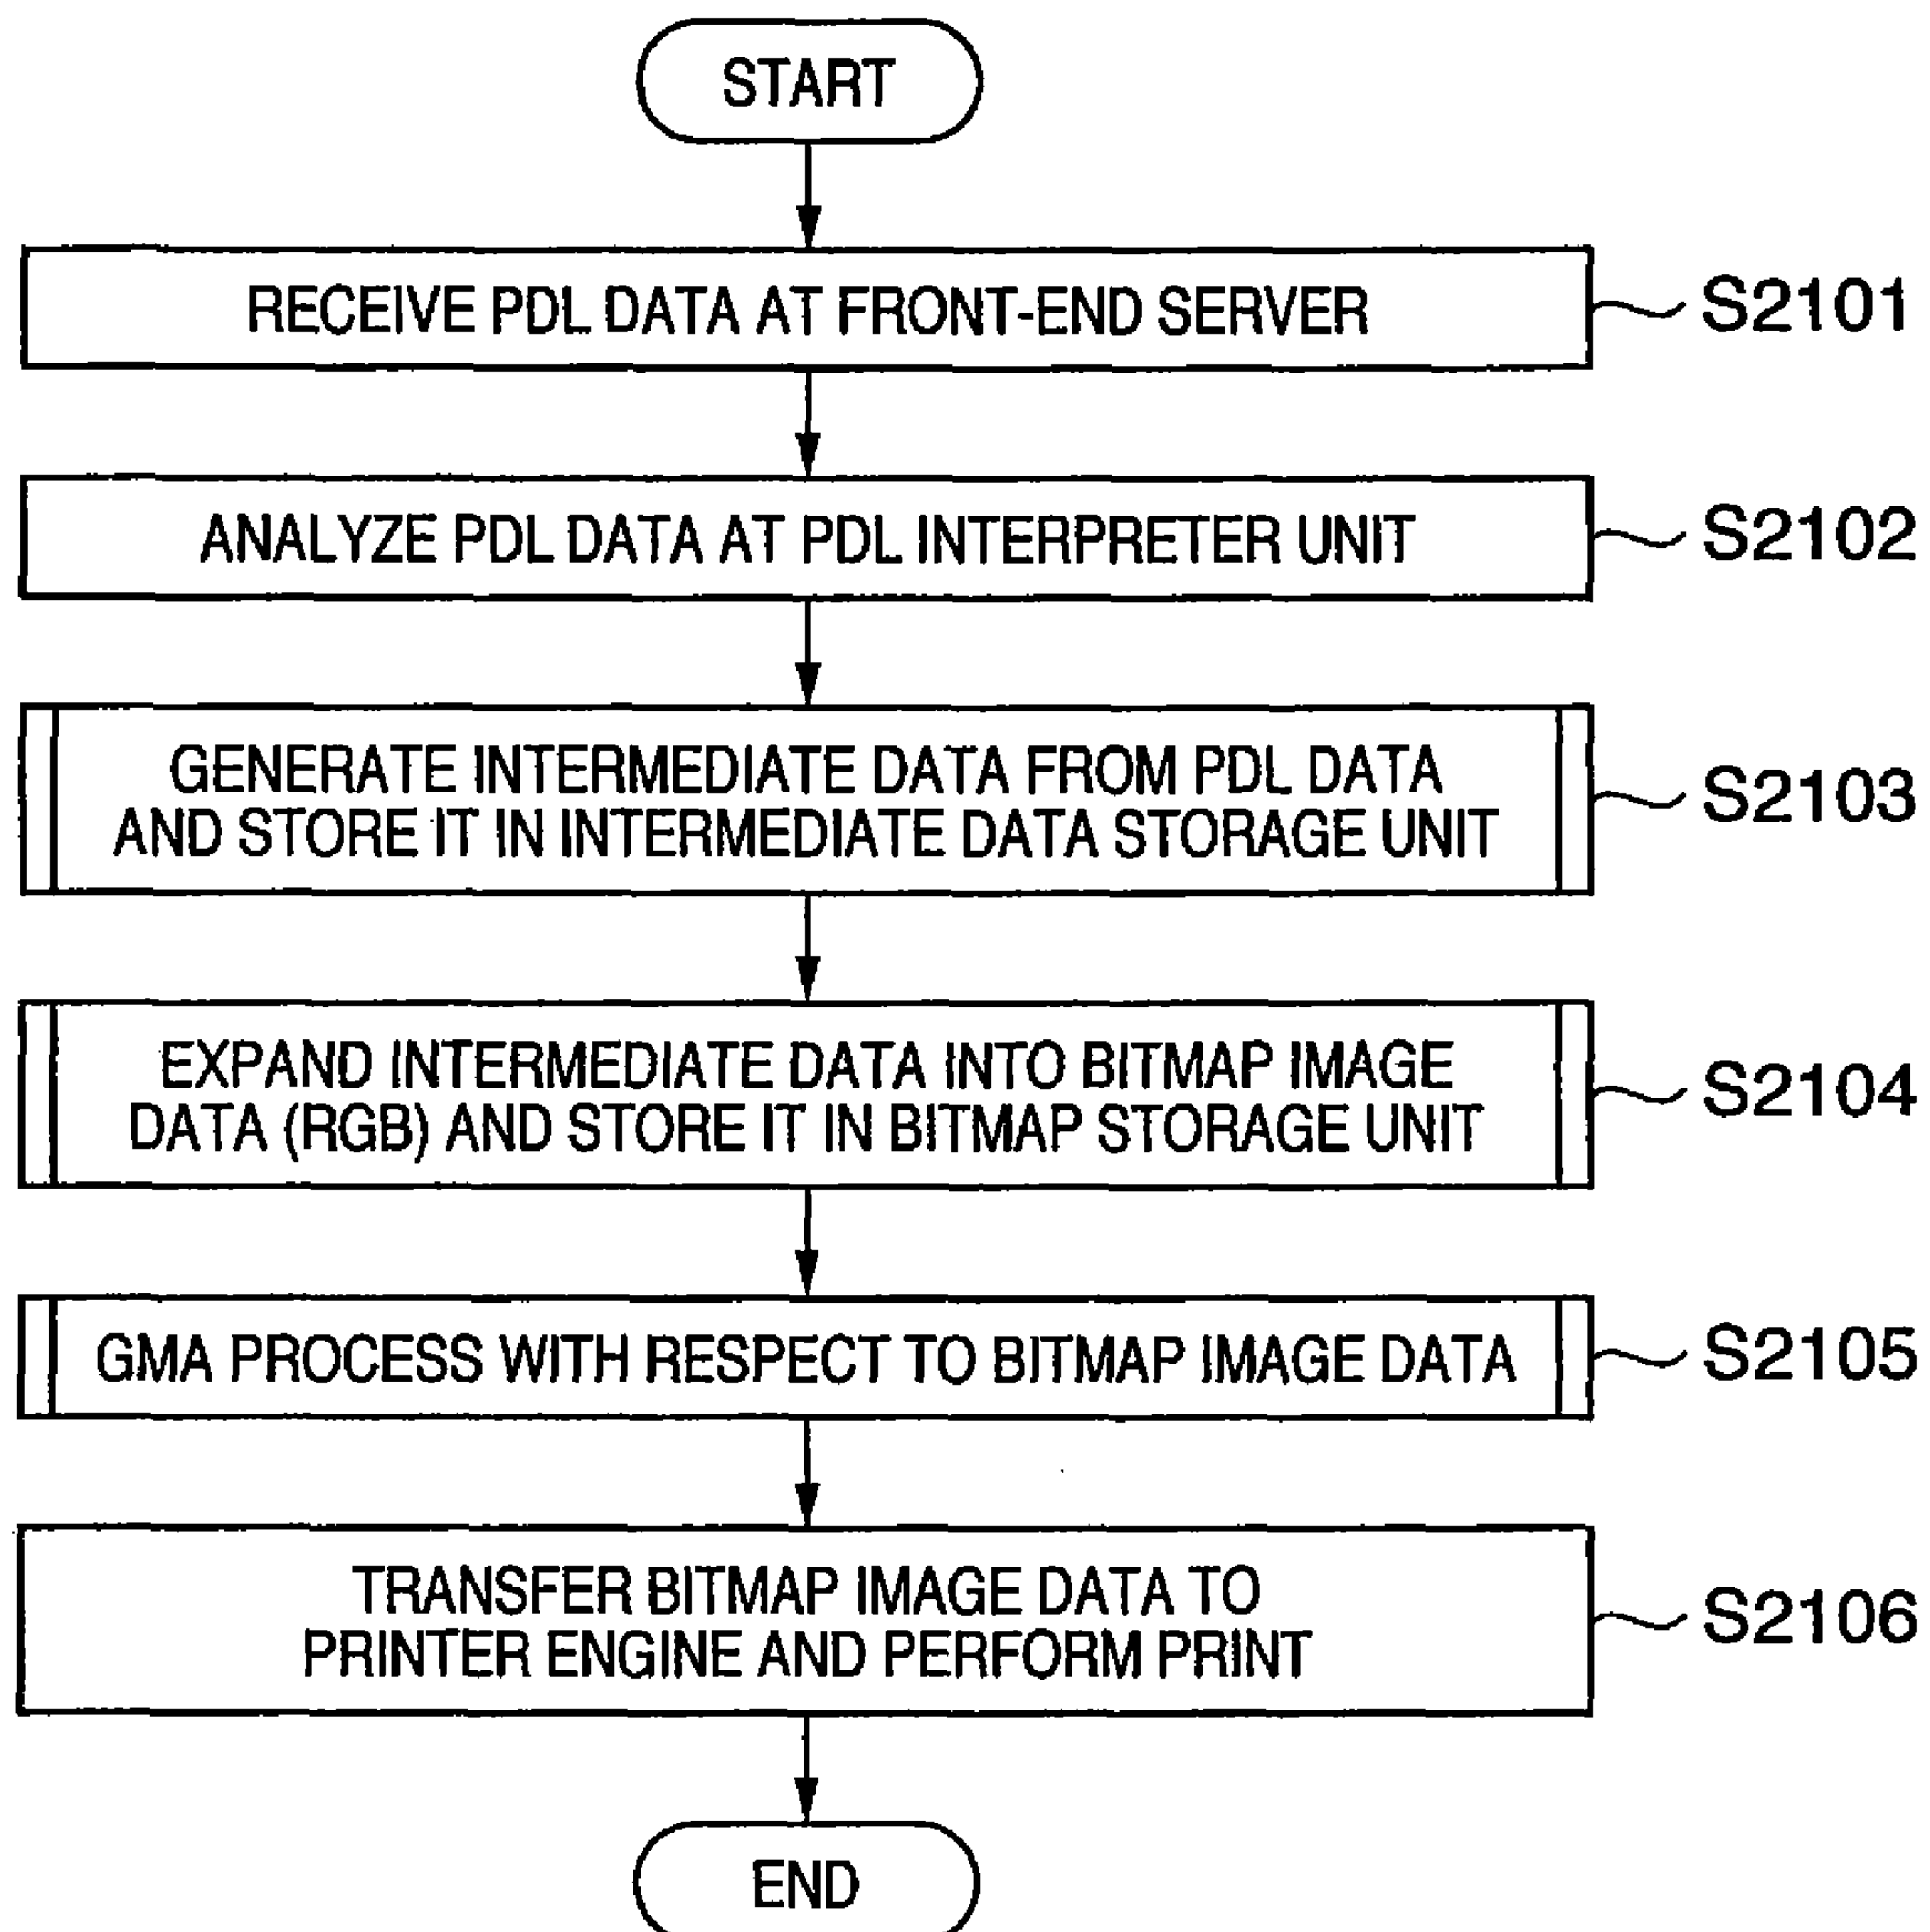 START
RECEIVE PDL DATA AT FRONT-END SERVER
S2101
ANALYZE PDL DATA AT PDL INTERPRETER UNIT
S2102
GENERATE INTERMEDIATE DATA FROM PDL DATA
AND STORE IT IN INTERMEDIATE DATA STORAGE UNIT
S2103
EXPAND INTERMEDIATE DATA INTO BITMAP IMAGE
DATA (RGB) AND STORE IT IN BITMAP STORAGE UNIT
S2104
GMA PROCESS WITH RESPECT TO BITMAP IMAGE DATA
S2105
TRANSFER BITMAP IMAGE DATA TO
PRINTER ENGINE AND PERFORM PRINT
S2106
END